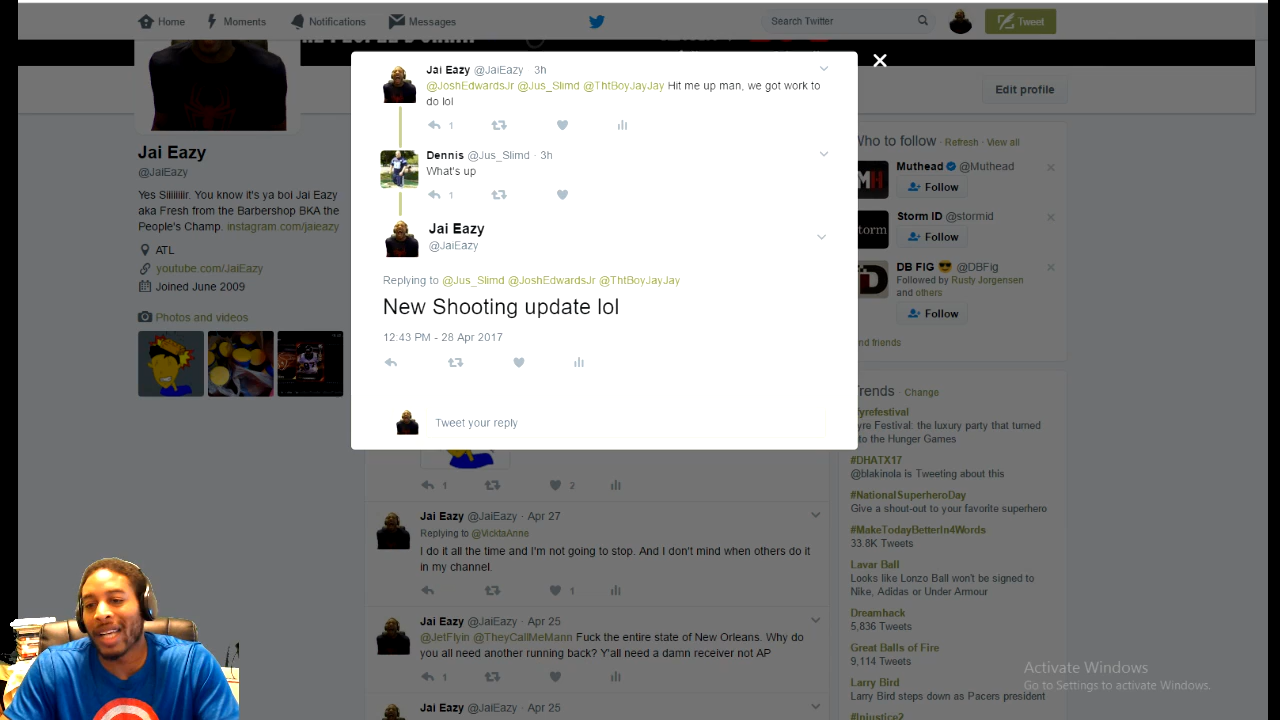 Home
Moments
Notifications
Messages
Search Twitter
Tweet
Edit profile
Jai Eazy
@JaiEazy
Yes Siiiiiiir. You know it's ya boi Jai Eazy
aka Fresh from the Barbershop BKA the
People's Champ. instagram.com/jaieazy
ATL
youtube.com/JaiEazy
Joined June 2009
Photos and videos
Jai Eazy @JaiEazy 3h
@JoshEdwardsJr @Jus_Slimd @ThtBoyJayJay Hit me up man, we got work to
do lol
1
Dennis @Jus_Slimd · 3h
What's up
1
Jai Eazy
@JaiEazy
Replying to @Jus_Slimd @JoshEdwardsJr @ThtBoyJayJay
New Shooting update lol
12:43 PM - 28 Apr 2017
Tweet your reply
1 2
Jai Eazy @JaiEazy · Apr 27
Replying to @VicktaAnne
I do it all the time and I'm not going to stop. And I don't mind when others do it
in my channel.
1
Jai Eazy @JaiEazy · Apr 25
@JetFlyin @TheyCallMeMann Fuck the entire state of New Orleans. Why do
you all need another running back? Y'all need a damn receiver not AP
1
Jai Eazy @JaiEazy · Apr 25
Who to follow · Refresh · View all
Muthead @Muthead
Follow
Storm ID @stormid
Follow
DB FIG 😎 @DBFig
Followed by Rusty Jorgensen
and others
Follow
nd friends
Trends · Change
#fyrefestival
Fyre Festival: the luxury party that turned
into the Hunger Games
#DHATX17
@blakinola is Tweeting about this
#NationalSuperheroDay
Give a shout-out to your favorite superhero
#MakeTodayBetterIn4Words
33.8K Tweets
Lavar Ball
Looks like Lonzo Ball won't be signed to
Nike, Adidas or Under Armour
Dreamhack
5,836 Tweets
Great Balls of Fire
9,114 Tweets
Larry Bird
Larry Bird steps down as Pacers president
#Injustice2
Activate Windows
Go to Settings to activate Windows.